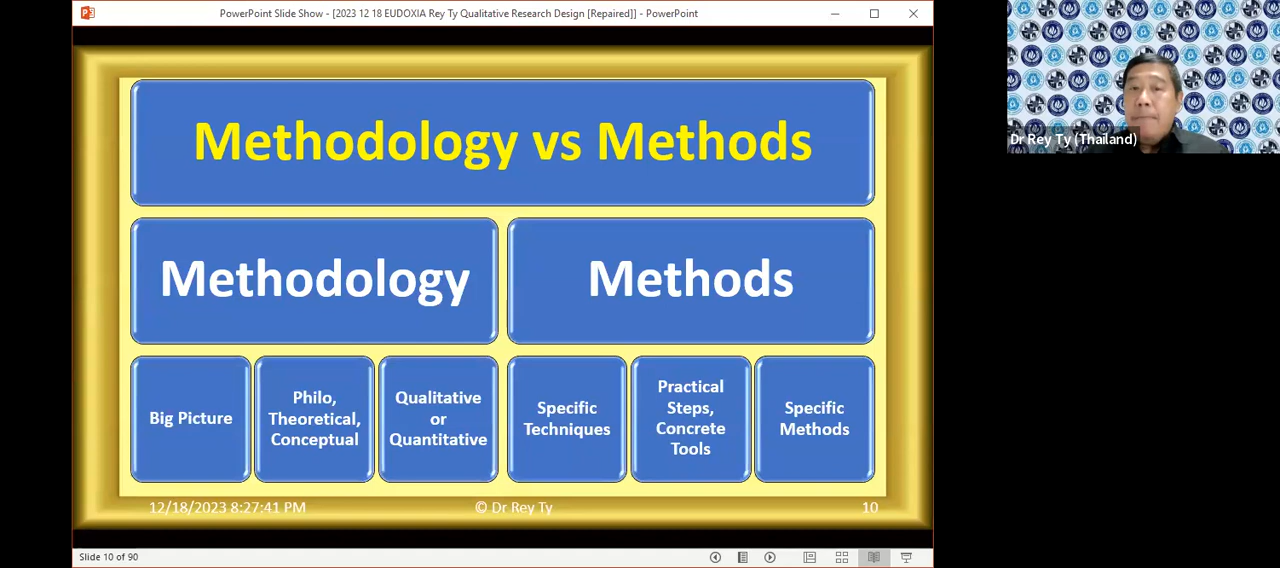 PowerPoint Slide Show - [2023 12 18 EUDOXIA Rey Ty Qualitative Research Design [Repaired]] - PowerPoint
Methodology vs Methods
Methodology
Methods
Big Picture
Philo,
Theoretical,
Conceptual
Qualitative
or
Quantitative
Specific
Techniques
Practical
Steps,
Concrete
Tools
Specific
Methods
12/18/2023 8:27:41 PM
© Dr Rey Ty
10
Slide 10 of 90
Dr Rey Ty (Thailand)